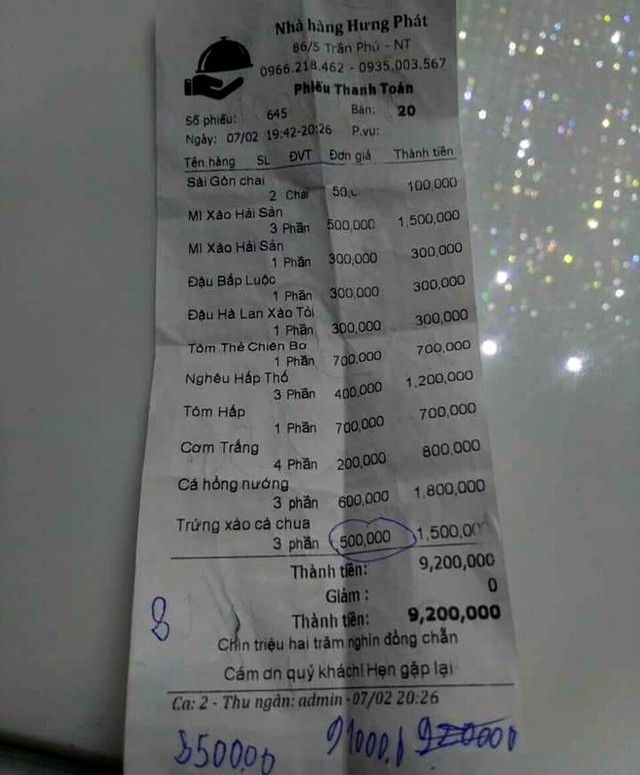 Nhà hàng Hưng Phát
86/5 Trần Phú - NT
0966.218.462 - 0935.003.567
Phiếu Thanh Toán
Số phiếu: 645 Bàn: 20
Ngày: 07/02 19:42-20:26 P.vụ:
Tên hàng SL ĐVT Đơn giá Thành tiền
Sài Gòn chai
2 Chai 50, 100,000
Mì Xào Hải Sản
3 Phần 500,000 1,500,000
Mì Xào Hải Sản
1 Phần 300,000 300,000
Đậu Bắp Luộc
1 Phần 300,000 300,000
Đậu Hà Lan Xào Tỏi
1 Phần 300,000 300,000
Tôm Thẻ Chiên Bơ
1 Phần 700,000 700,000
Nghêu Hấp Thố
3 Phần 400,000 1,200,000
Tôm Hấp
1 Phần 700,000 700,000
Cơm Trắng
4 Phần 200,000 800,000
Cá hồng nướng
3 phần 600,000 1,800,000
Trứng xào cà chua
3 phần 500,000 1,500,00
Thành tiền: 9,200,000
Giảm : 0
Thành tiền: 9,200,000
8
Chín triệu hai trăm nghìn đồng chẵn
Cám ơn quý khách! Hẹn gặp lại
Ca: 2 - Thu ngân: admin - 07/02 20:26
850000